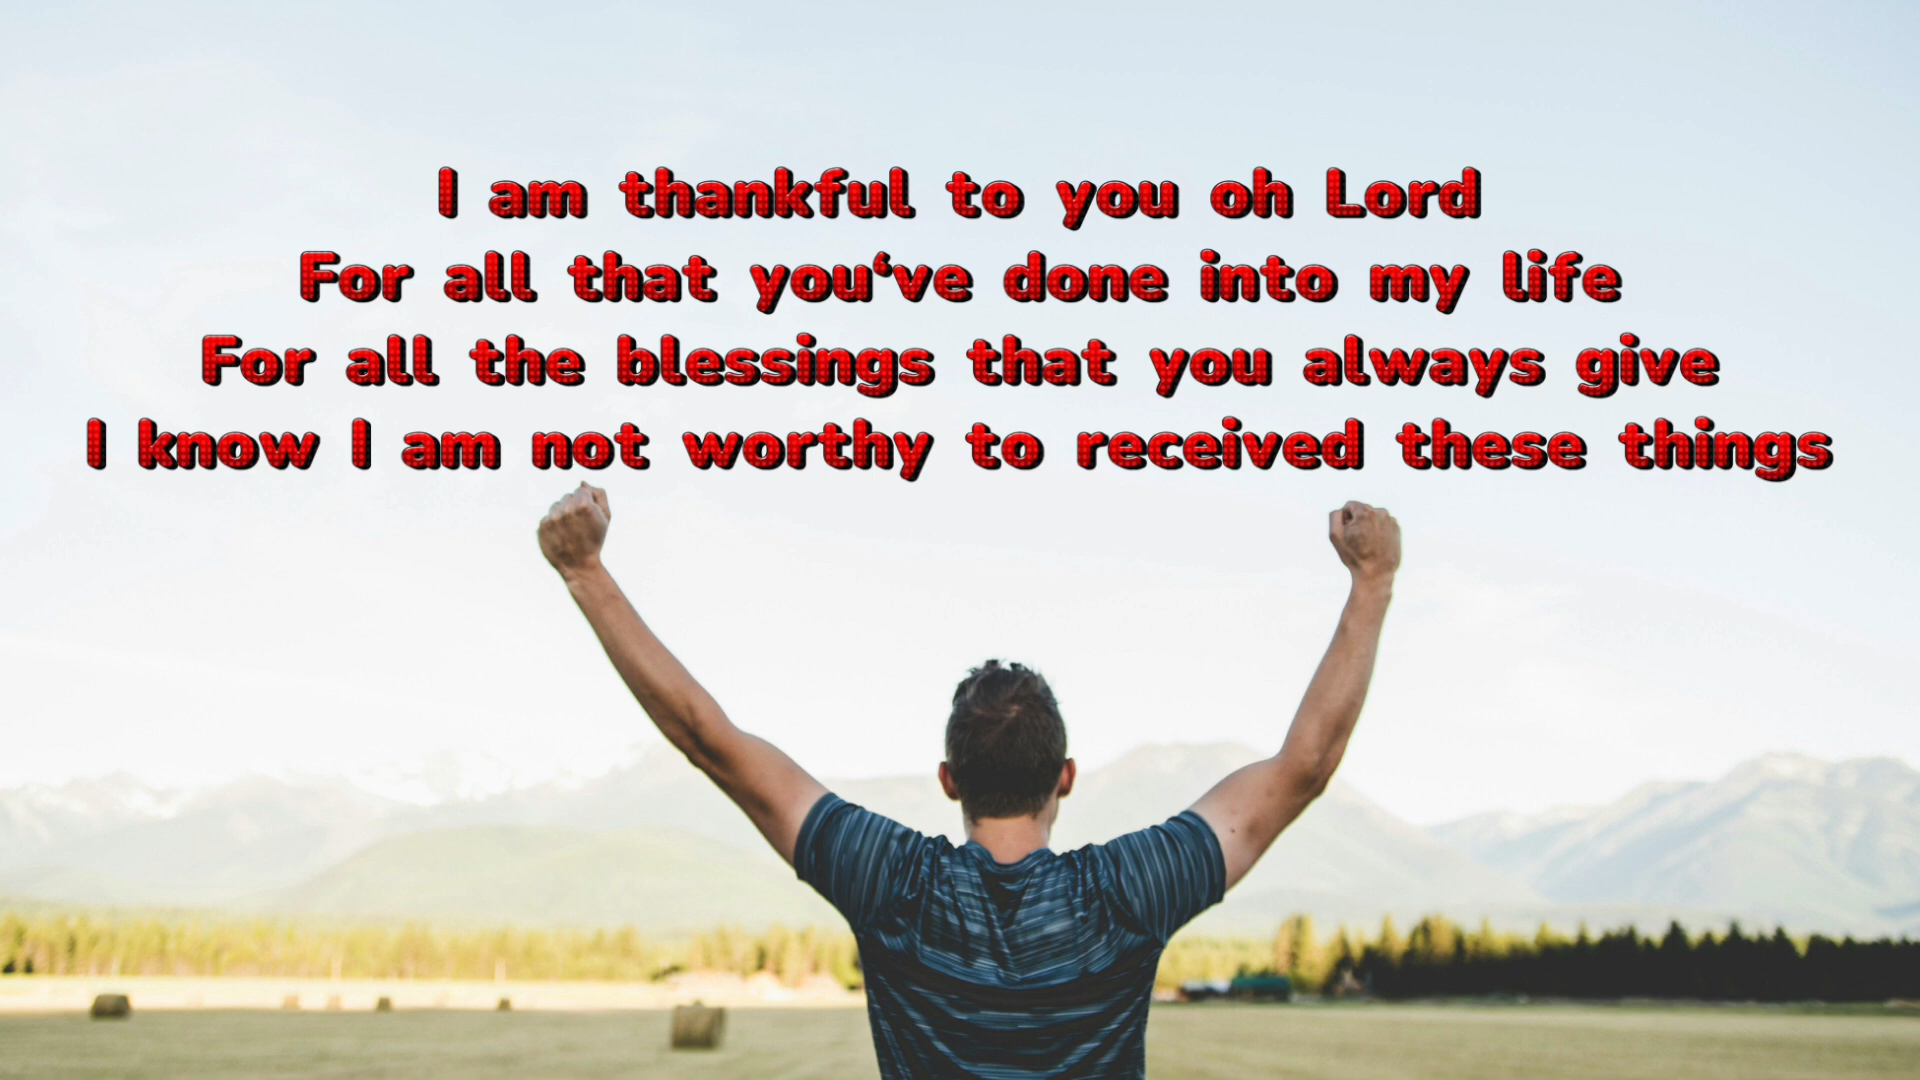 I am thankful to you oh Lord
For all that you‘ve done into my life
For all the blessings that you always give
I know I am not worthy to received these things